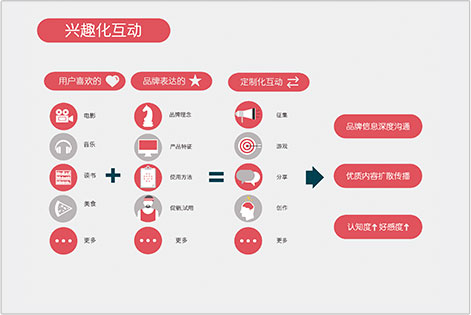 兴趣化互动
用户喜欢的
品牌表达的
定制化互动
电影
品牌理念
征集
音乐
产品特征
游戏
读书
使用方法
分享
美食
促销,试用
创作
更多
更多
更多
品牌信息深度沟通
优质内容扩散传播
认知度↑好感度↑